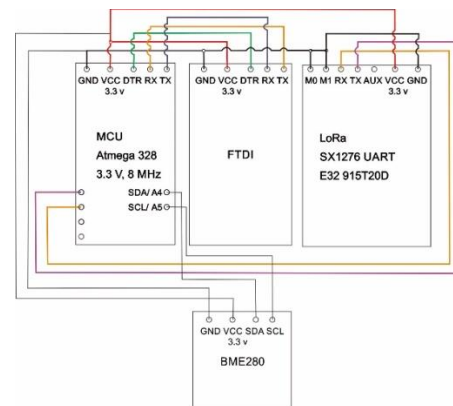 GND VCC DTR RX TX
3.3 v
MCU
Atmega 328
3.3 V, 8 MHz
SDA/ A4
SCL/ A5
GND VCC DTR RX TX
3.3 v
FTDI
M0 M1 RX TX AUX VCC GND
3.3 v
LoRa
SX1276 UART
E32 915T20D
GND VCC SDA SCL
3.3 v
BME280